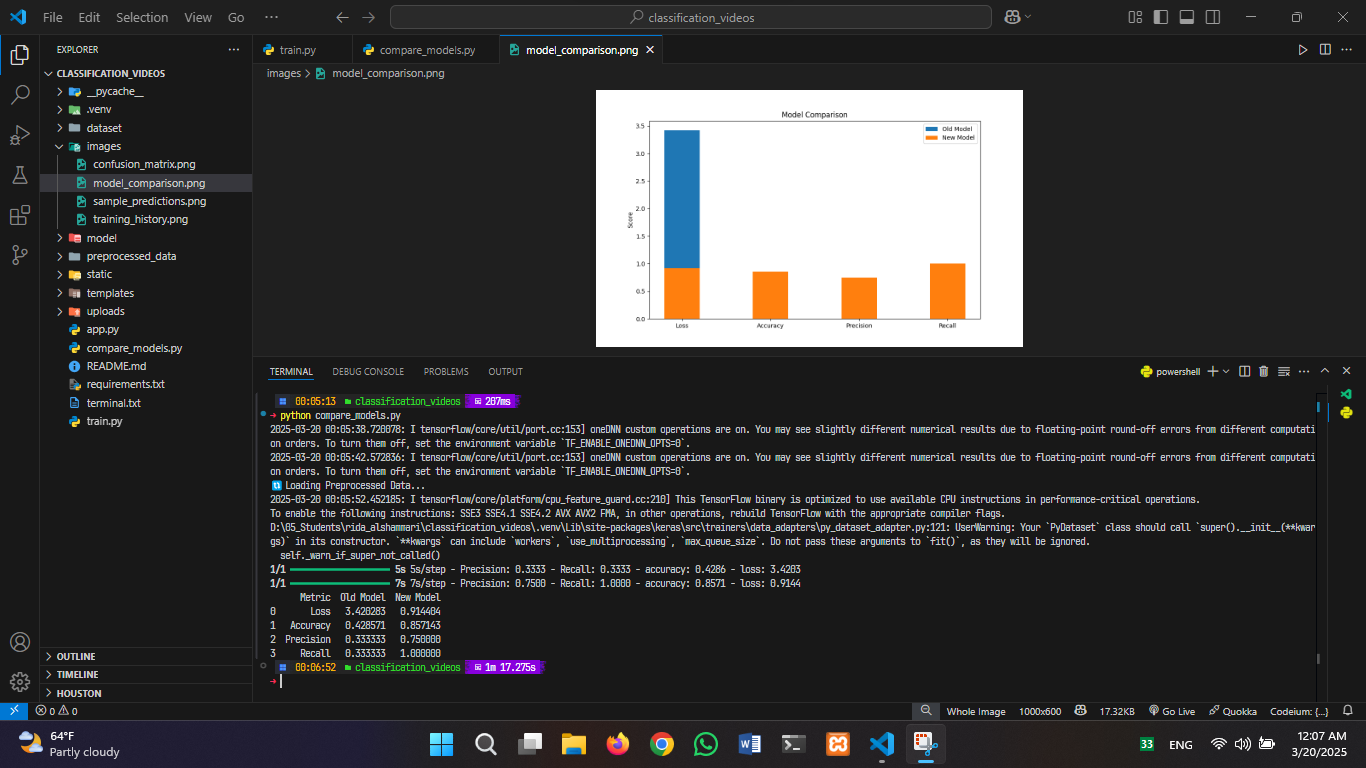 File Edit Selection View Go ··· classification_videos
EXPLORER ···
CLASSIFICATION_VIDEOS
__pycache__
.venv
dataset
images
confusion_matrix.png
model_comparison.png
sample_predictions.png
training_history.png
model
preprocessed_data
static
templates
uploads
app.py
compare_models.py
README.md
requirements.txt
terminal.txt
train.py
OUTLINE
TIMELINE
HOUSTON
train.py compare_models.py model_comparison.png
images > model_comparison.png
Model Comparison
Old Model
New Model
3.5
3.0
2.5
2.0
1.5
1.0
0.5
0.0
Score
Loss Accuracy Precision Recall
TERMINAL DEBUG CONSOLE PROBLEMS OUTPUT powershell
00:05:13 classification_videos 207ms
→ python compare_models.py
2025-03-20 00:05:38.720078: I tensorflow/core/util/port.cc:153] oneDNN custom operations are on. You may see slightly different numerical results due to floating-point round-off errors from different computati
on orders. To turn them off, set the environment variable `TF_ENABLE_ONEDNN_OPTS=0`.
2025-03-20 00:05:42.572836: I tensorflow/core/util/port.cc:153] oneDNN custom operations are on. You may see slightly different numerical results due to floating-point round-off errors from different computati
on orders. To turn them off, set the environment variable `TF_ENABLE_ONEDNN_OPTS=0`.
Loading Preprocessed Data...
2025-03-20 00:05:52.452185: I tensorflow/core/platform/cpu_feature_guard.cc:210] This TensorFlow binary is optimized to use available CPU instructions in performance-critical operations.
To enable the following instructions: SSE3 SSE4.1 SSE4.2 AVX AVX2 FMA, in other operations, rebuild TensorFlow with the appropriate compiler flags.
D:\05_Students\rida_alshammari\classification_videos\.venv\Lib\site-packages\keras\src\trainers\data_adapters\py_dataset_adapter.py:121: UserWarning: Your `PyDataset` class should call `super().__init__(**kwar
gs)` in its constructor. `**kwargs` can include `workers`, `use_multiprocessing`, `max_queue_size`. Do not pass these arguments to `fit()`, as they will be ignored.
self._warn_if_super_not_called()
1/1 5s 5s/step - Precision: 0.3333 - Recall: 0.3333 - accuracy: 0.4286 - loss: 3.4203
1/1 7s 7s/step - Precision: 0.7500 - Recall: 1.0000 - accuracy: 0.8571 - loss: 0.9144
Metric Old Model New Model
0 Loss 3.420283 0.914404
1 Accuracy 0.428571 0.857143
2 Precision 0.333333 0.750000
3 Recall 0.333333 1.000000
00:06:52 classification_videos 1m 17.275s
→
0 0 Whole Image 1000x600 17.32KB Go Live Quokka Codeium: {...}
64°F
Partly cloudy
33 ENG 12:07 AM
3/20/2025